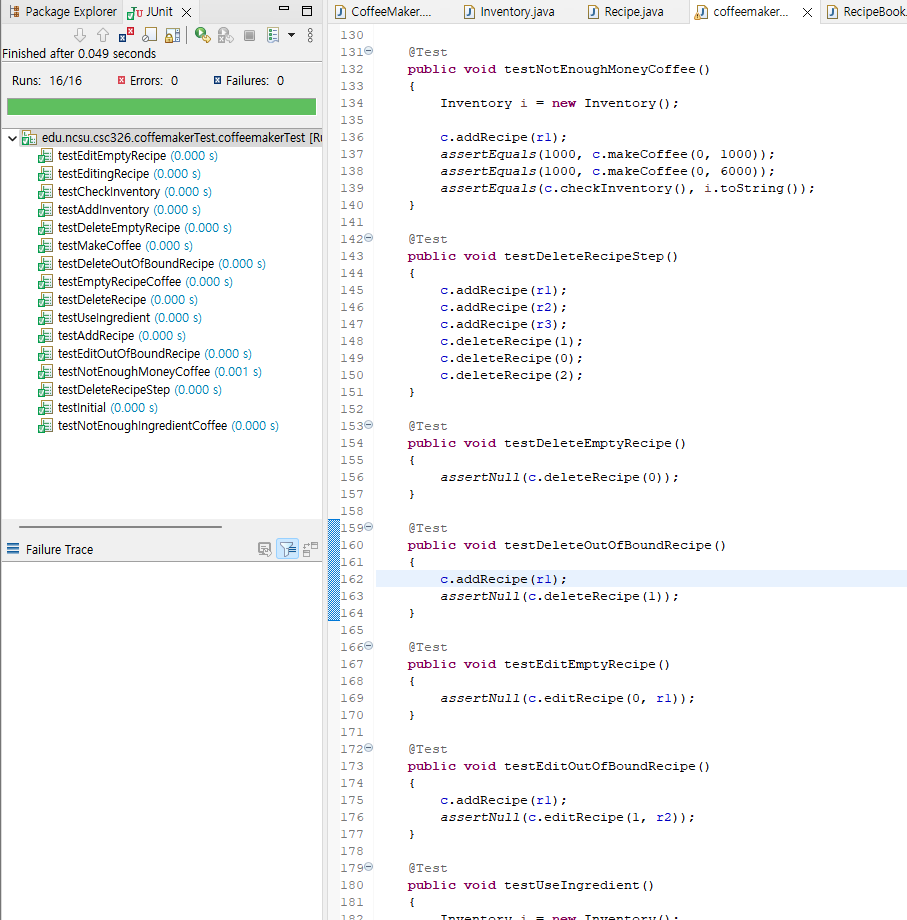 Package Explorer JUnit
Finished after 0.049 seconds
Runs: 16/16 Errors: 0 Failures: 0
edu.ncsu.csc326.coffemakerTest.coffeemakerTest [Ru
testEditEmptyRecipe (0.000 s)
testEditingRecipe (0.000 s)
testCheckInventory (0.000 s)
testAddInventory (0.000 s)
testDeleteEmptyRecipe (0.000 s)
testMakeCoffee (0.000 s)
testDeleteOutOfBoundRecipe (0.000 s)
testEmptyRecipeCoffee (0.000 s)
testDeleteRecipe (0.000 s)
testUseIngredient (0.000 s)
testAddRecipe (0.000 s)
testEditOutOfBoundRecipe (0.000 s)
testNotEnoughMoneyCoffee (0.001 s)
testDeleteRecipeStep (0.000 s)
testInitial (0.000 s)
testNotEnoughIngredientCoffee (0.000 s)
Failure Trace
CoffeeMaker.... Inventory.java Recipe.java coffeemaker... RecipeBook.
130
131 @Test
132 public void testNotEnoughMoneyCoffee()
133 {
134 Inventory i = new Inventory();
135
136 c.addRecipe(r1);
137 assertEquals(1000, c.makeCoffee(0, 1000));
138 assertEquals(1000, c.makeCoffee(0, 6000));
139 assertEquals(c.checkInventory(), i.toString());
140 }
141
142 @Test
143 public void testDeleteRecipeStep()
144 {
145 c.addRecipe(r1);
146 c.addRecipe(r2);
147 c.addRecipe(r3);
148 c.deleteRecipe(1);
149 c.deleteRecipe(0);
150 c.deleteRecipe(2);
151 }
152
153 @Test
154 public void testDeleteEmptyRecipe()
155 {
156 assertNull(c.deleteRecipe(0));
157 }
158
159 @Test
160 public void testDeleteOutOfBoundRecipe()
161 {
162 c.addRecipe(r1);
163 assertNull(c.deleteRecipe(1));
164 }
165
166 @Test
167 public void testEditEmptyRecipe()
168 {
169 assertNull(c.editRecipe(0, r1));
170 }
171
172 @Test
173 public void testEditOutOfBoundRecipe()
174 {
175 c.addRecipe(r1);
176 assertNull(c.editRecipe(1, r2));
177 }
178
179 @Test
180 public void testUseIngredient()
181 {
182 Inventory i = new Inventory();